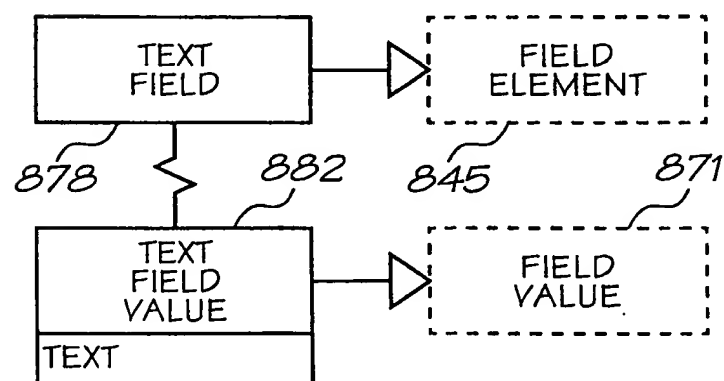 TEXT
FIELD
FIELD
ELEMENT
878
882
845
871
TEXT
FIELD
VALUE
FIELD
VALUE
TEXT